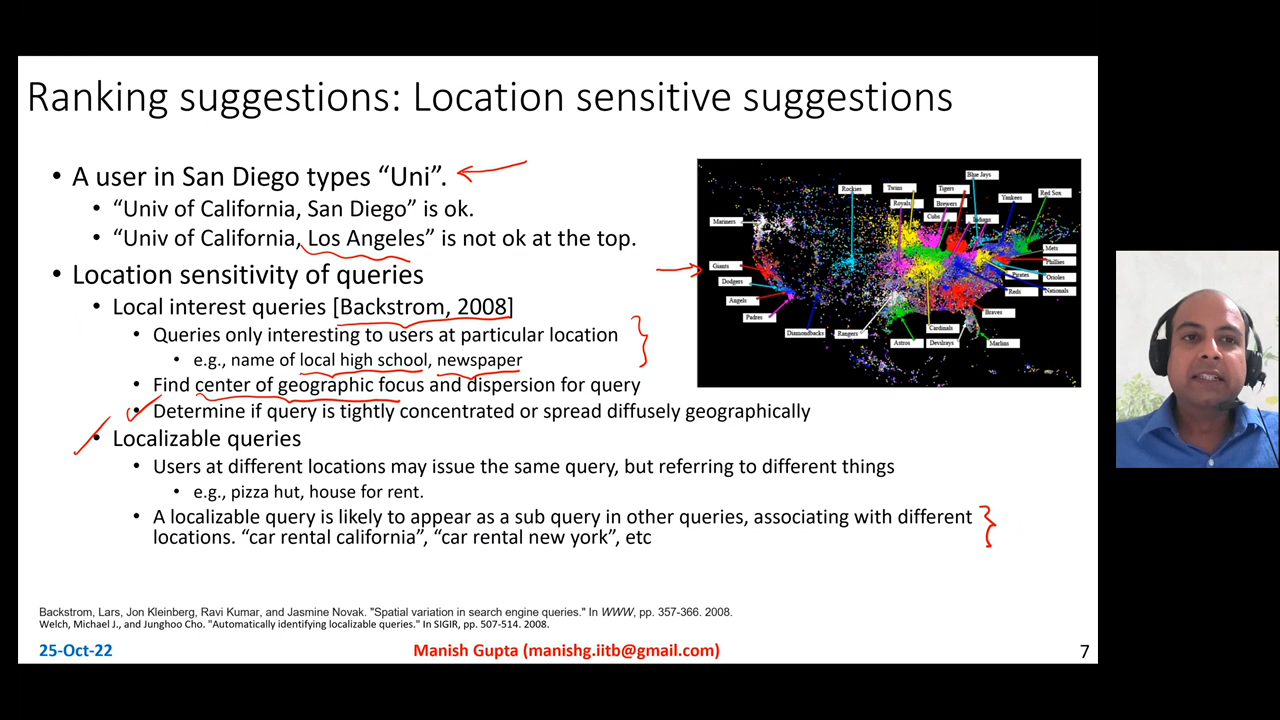 Ranking suggestions: Location sensitive suggestions
• A user in San Diego types “Uni”.
• “Univ of California, San Diego” is ok.
• “Univ of California, Los Angeles” is not ok at the top.
• Location sensitivity of queries
• Local interest queries [Backstrom, 2008]
• Queries only interesting to users at particular location
• e.g., name of local high school, newspaper
• Find center of geographic focus and dispersion for query
• Determine if query is tightly concentrated or spread diffusely geographically
• Localizable queries
• Users at different locations may issue the same query, but referring to different things
• e.g., pizza hut, house for rent.
• A localizable query is likely to appear as a sub query in other queries, associating with different
locations. “car rental california”, “car rental new york”, etc
Blue Jays
Rockies
Twins
Tigers
Red Sox
Yankees
Royals
Brewers
Mariners
Cubs
Indians
Mets
Giants
Phillies
Pirates
Orioles
Dodgers
Reds
Nationals
Angels
Braves
Padres
Diamondbacks
Rangers
Cardinals
Astros
Devilrays
Marlins
Backstrom, Lars, Jon Kleinberg, Ravi Kumar, and Jasmine Novak. "Spatial variation in search engine queries." In WWW, pp. 357-366. 2008.
Welch, Michael J., and Junghoo Cho. "Automatically identifying localizable queries." In SIGIR, pp. 507-514. 2008.
25-Oct-22
Manish Gupta (manishg.iitb@gmail.com)
7